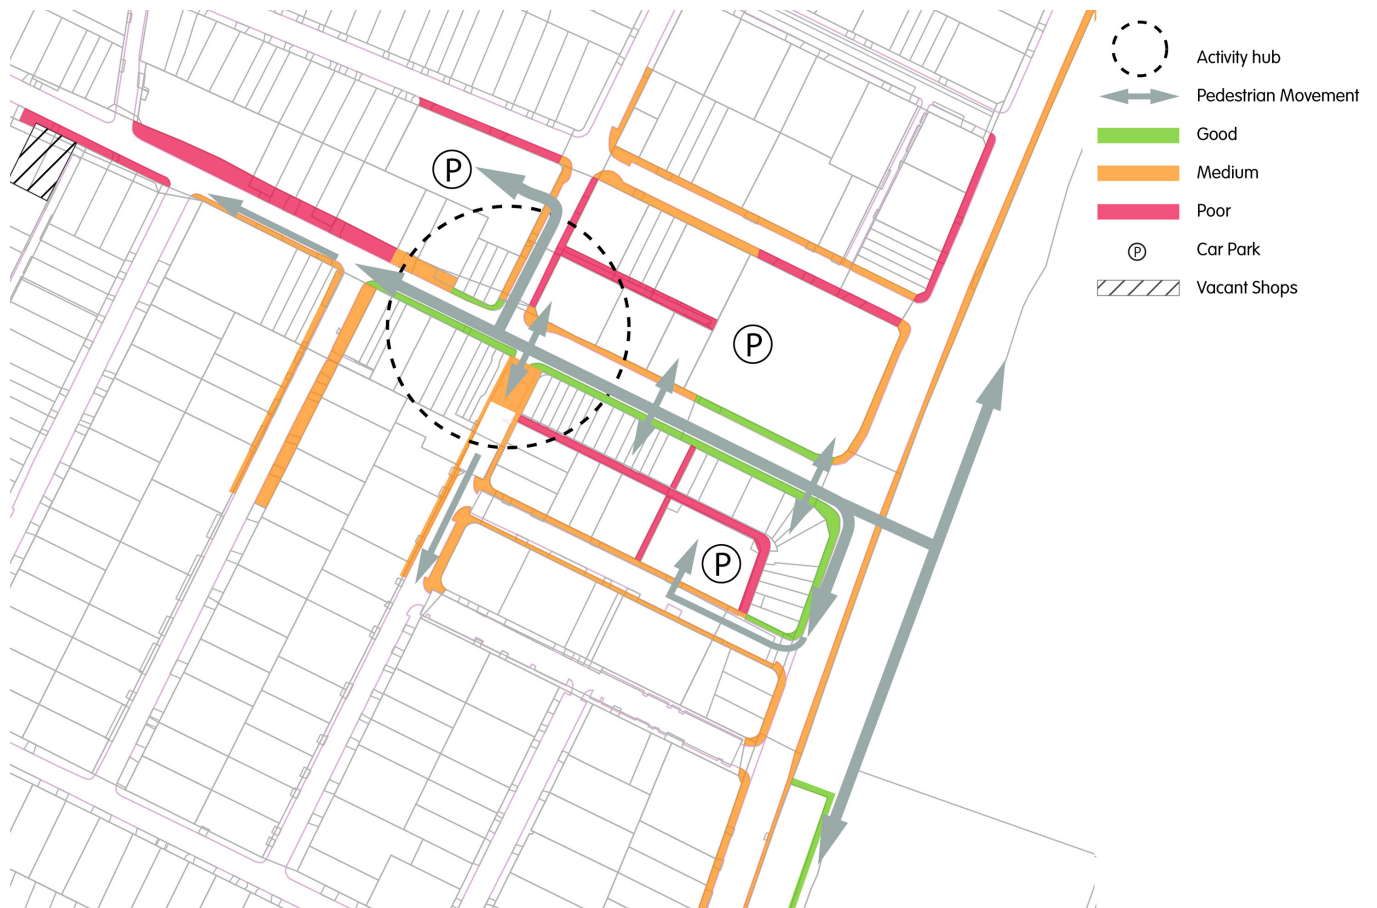 Activity hub
Pedestrian Movement
Good
Medium
P
Poor
P
Car Park
Vacant Shops
P
P